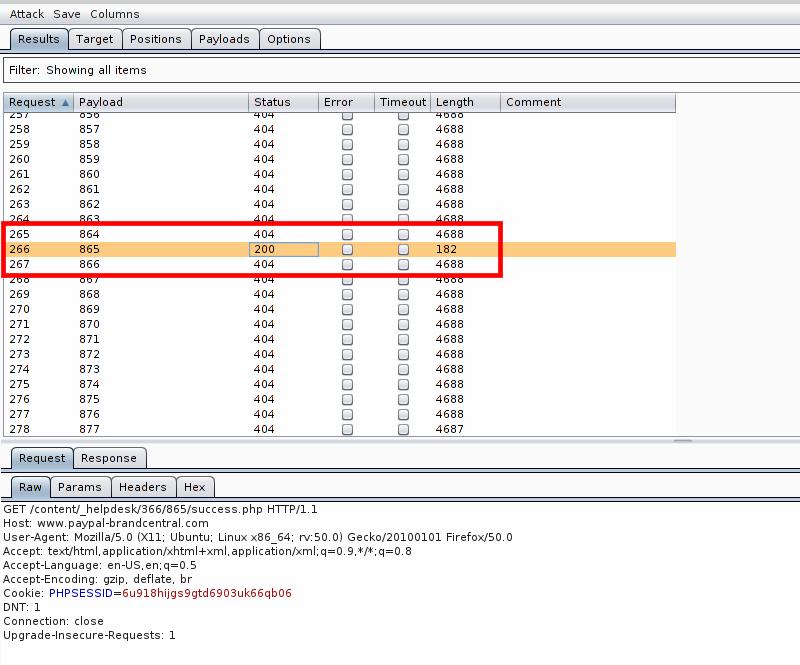 Attack Save Columns
Results Target Positions Payloads Options
Filter: Showing all items
Request Payload Status Error Timeout Length Comment
257 856 404 4688
258 857 404 4688
259 858 404 4688
260 859 404 4688
261 860 404 4688
262 861 404 4688
263 862 404 4688
264 863 404 4688
265 864 404 4688
266 865 200 182
267 866 404 4688
268 867 404 4688
269 868 404 4688
270 869 404 4688
271 870 404 4688
272 871 404 4688
273 872 404 4688
274 873 404 4688
275 874 404 4688
276 875 404 4688
277 876 404 4688
278 877 404 4687
Request Response
Raw Params Headers Hex
GET /content/_helpdesk/366/865/success.php HTTP/1.1
Host: www.paypal-brandcentral.com
User-Agent: Mozilla/5.0 (X11; Ubuntu; Linux x86_64; rv:50.0) Gecko/20100101 Firefox/50.0
Accept: text/html,application/xhtml+xml,application/xml;q=0.9,*/*;q=0.8
Accept-Language: en-US,en;q=0.5
Accept-Encoding: gzip, deflate, br
Cookie: PHPSESSID=6u918hijgs9gtd6903uk66qb06
DNT: 1
Connection: close
Upgrade-Insecure-Requests: 1